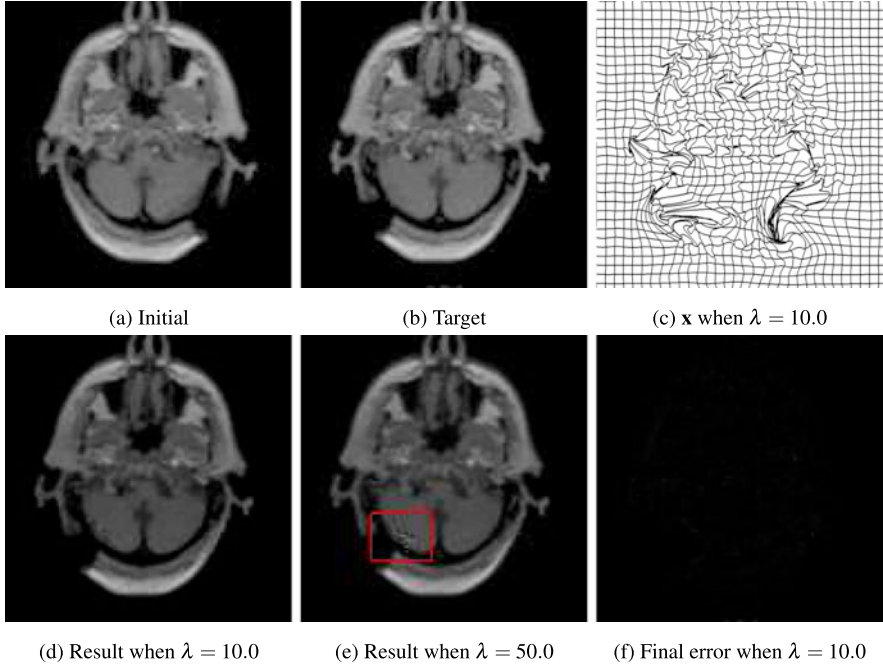 (a) Initial
(b) Target
(c) x when λ = 10.0
(d) Result when λ = 10.0
(e) Result when λ = 50.0
(f) Final error when λ = 10.0